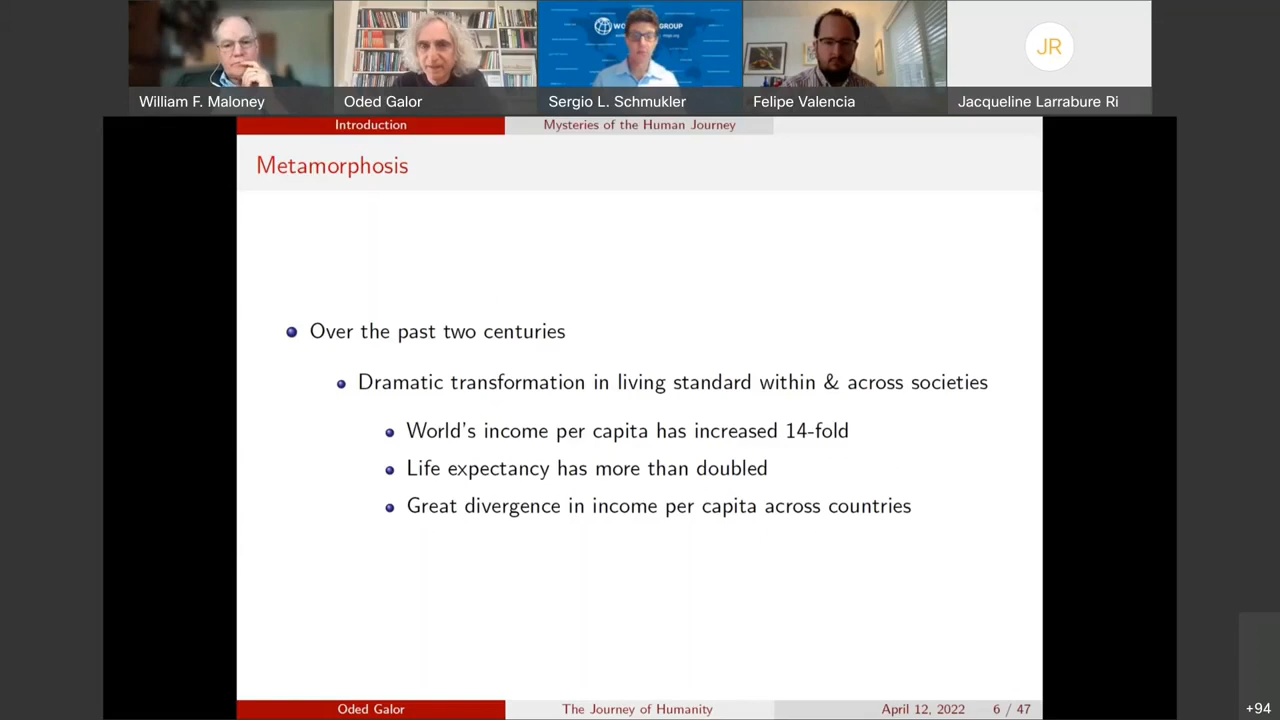 GROUP
William F. Maloney
Oded Galor
Sergio L. Schmukler
Felipe Valencia
JR
Jacqueline Larrabure Ri
Introduction
Mysteries of the Human Journey
Metamorphosis
Over the past two centuries
Dramatic transformation in living standard within & across societies
World's income per capita has increased 14-fold
Life expectancy has more than doubled
Great divergence in income per capita across countries
Oded Galor
The Journey of Humanity
April 12, 2022
6 / 47
+94